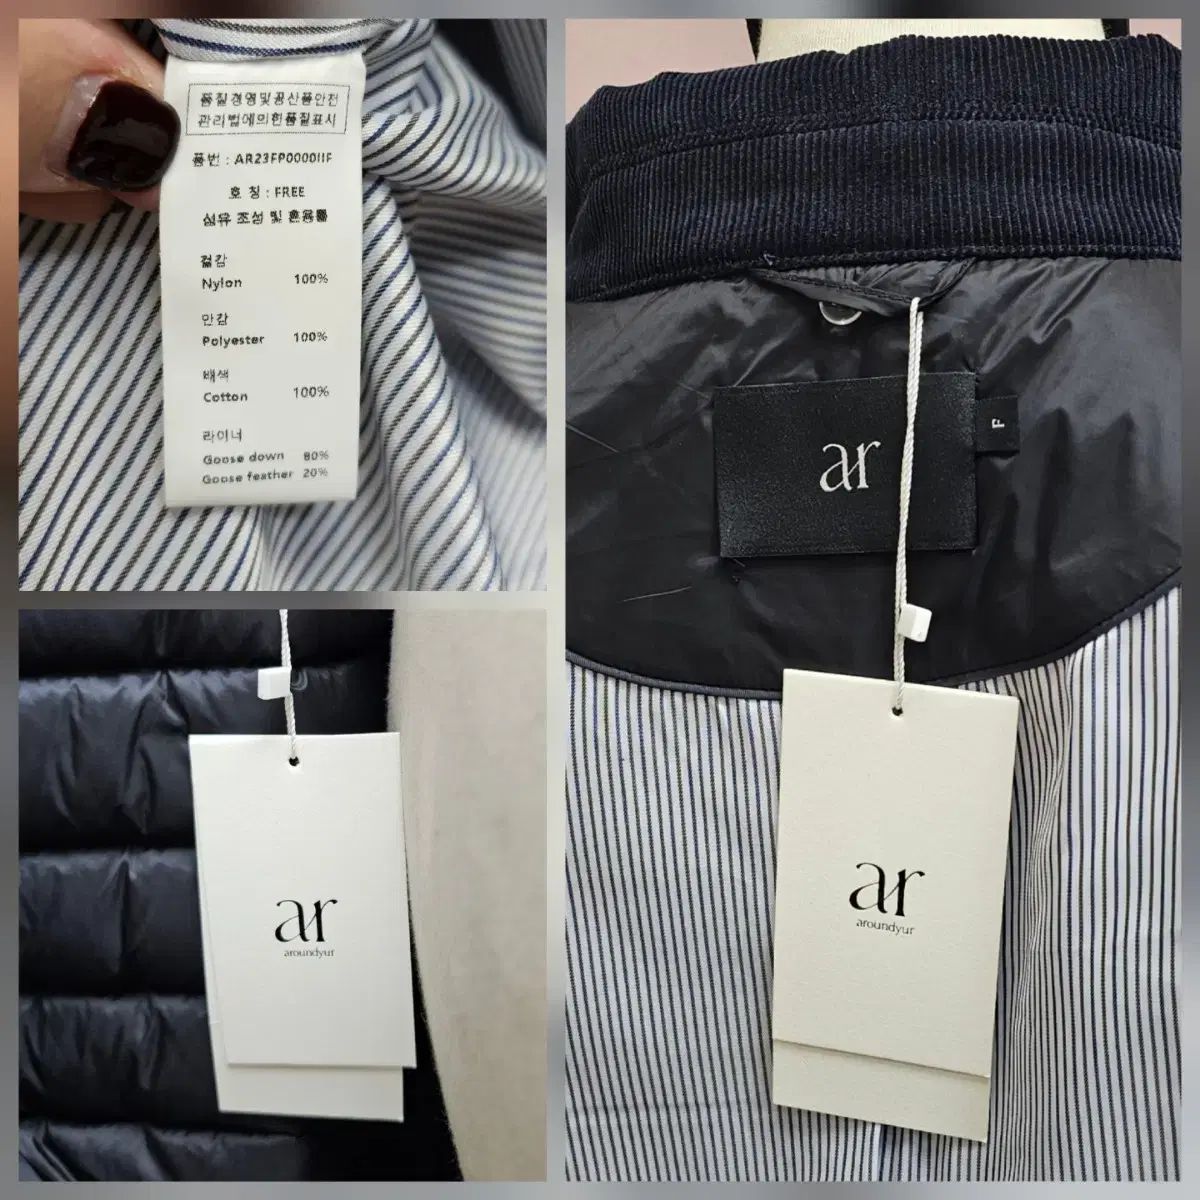 품질경영및공산품안전
관리법에의한품질표시
품번 : AR23FP00001IF
호 칭 : FREE
섬유 조성 및 혼용률
겉감
Nylon 100%
안감
Polyester 100%
배색
Cotton 100%
라이너
Goose down 80%
Goose feather 20%
ar
aroundyur
ar
F
ar
aroundyur